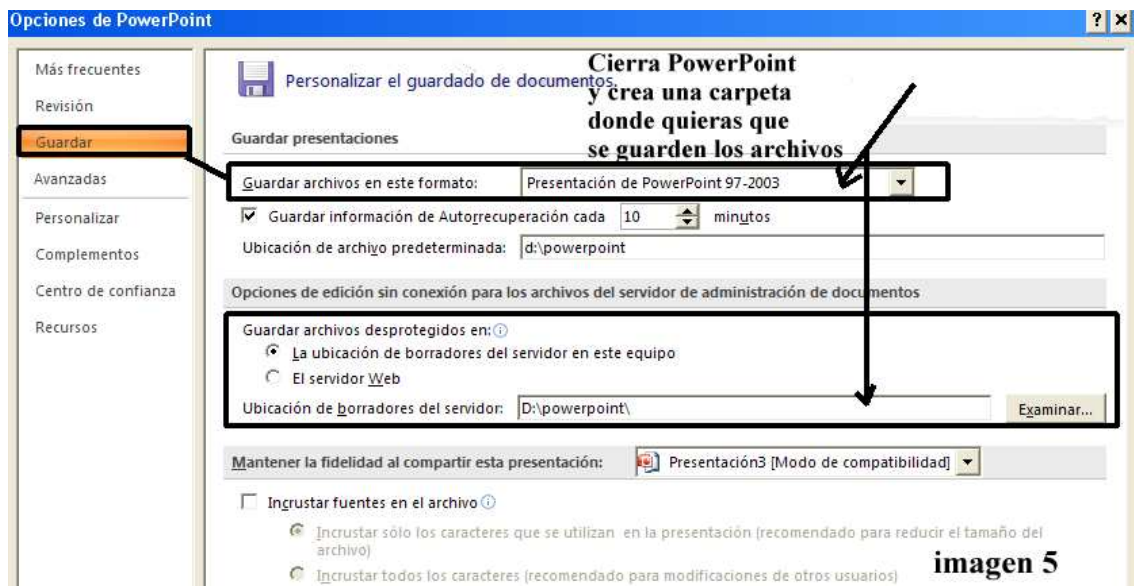 Opciones de PowerPoint
Más frecuentes
Revisión
Guardar
Avanzadas
Personalizar
Complementos
Centro de confianza
Recursos
Personalizar el guardado de documentos.
Cierra PowerPoint
y crea una carpeta
donde quieras que
se guarden los archivos
Guardar presentaciones
Guardar archivos en este formato: Presentación de PowerPoint 97-2003
Guardar información de Autorrecuperación cada 10 minutos
Ubicación de archivo predeterminada: d:\powerpoint
Opciones de edición sin conexión para los archivos del servidor de administración de documentos
Guardar archivos desprotegidos en:
La ubicación de borradores del servidor en este equipo
El servidor Web
Ubicación de borradores del servidor: D:\powerpoint\ Examinar...
Mantener la fidelidad al compartir esta presentación: Presentación3 [Modo de compatibilidad]
Incrustar fuentes en el archivo
Incrustar sólo los caracteres que se utilizan en la presentación (recomendado para reducir el tamaño del
archivo)
Incrustar todos los caracteres (recomendado para modificaciones de otros usuarios)
imagen 5